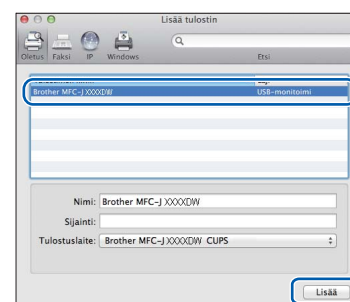 Lisää tulostin
Oletus Faksi IP Windows Etsi
Brother MFC-J XXXXDW USB-monitoimi
Nimi: Brother MFC-J XXXXDW
Sijainti:
Tulostuslaite: Brother MFC-J XXXXDW CUPS
Lisää